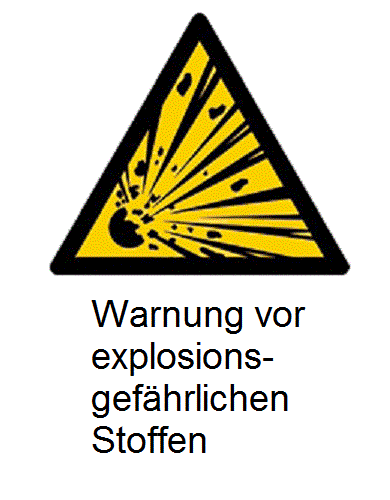 Warnung vor
explosions-
gefährlichen
Stoffen